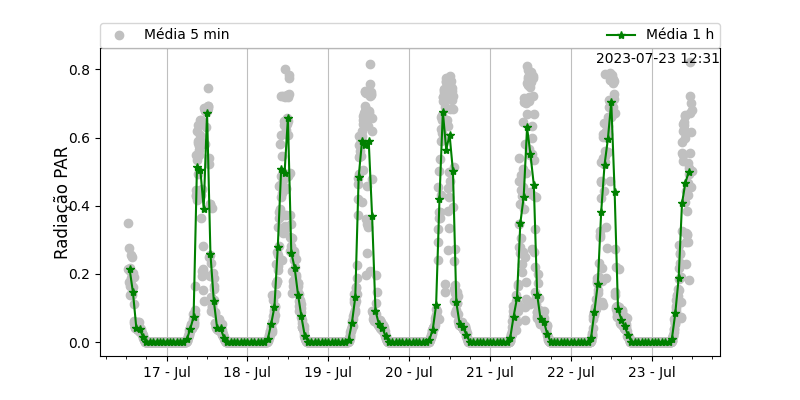 Média 5 min
Média 1 h
2023-07-23 12:31
Radiação PAR
0.8
0.6
0.4
0.2
0.0
17 - Jul
18 - Jul
19 - Jul
20 - Jul
21 - Jul
22 - Jul
23 - Jul